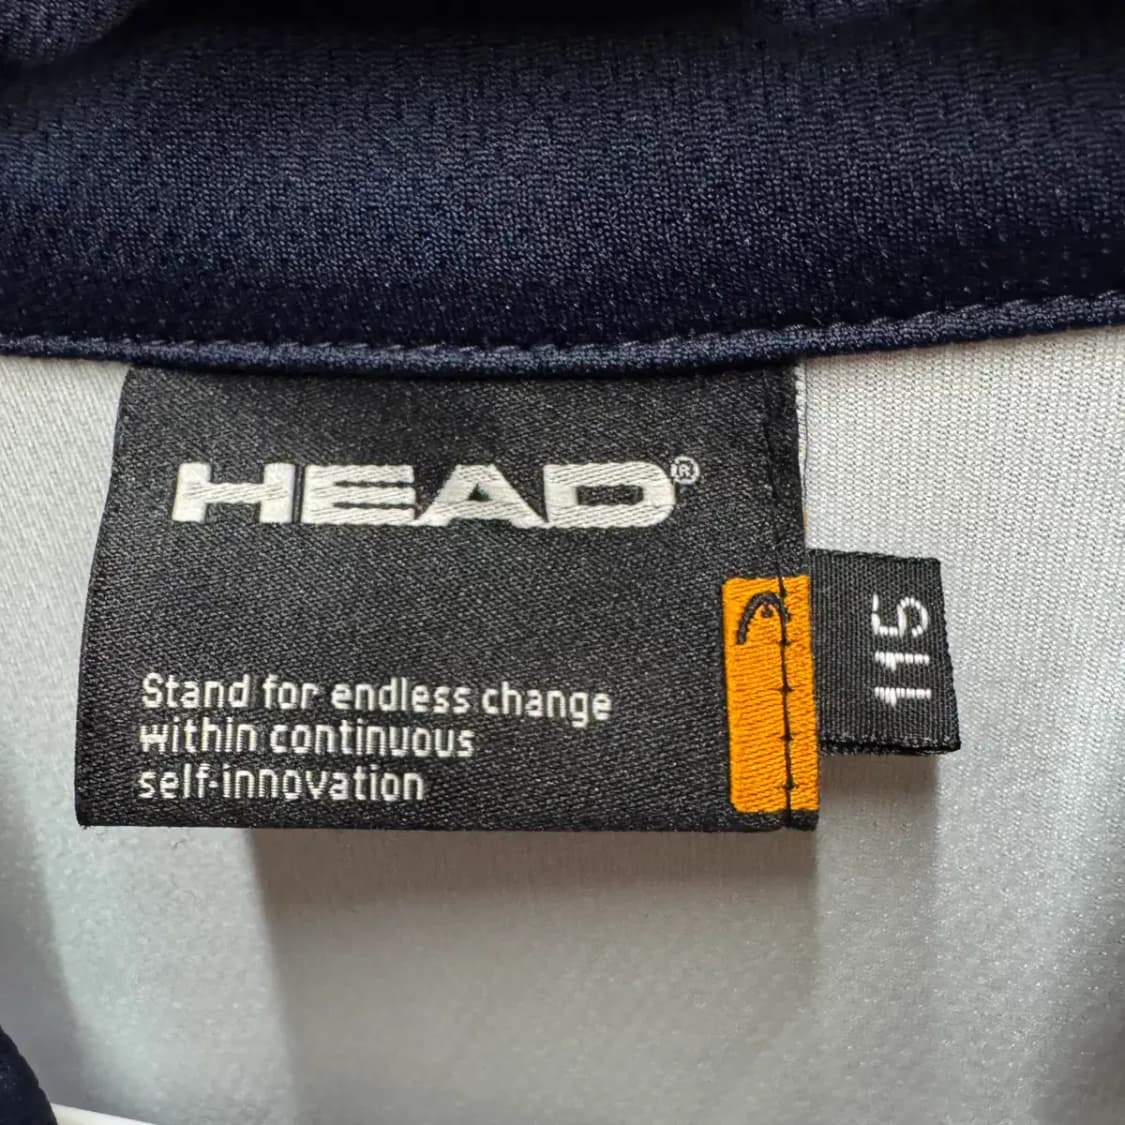 HEAD®
Stand for endless change
within continuous
self-innovation
115